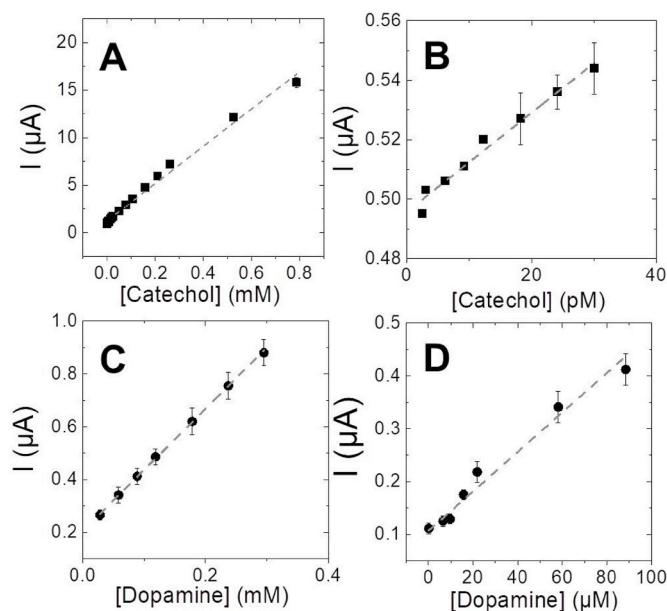 A
I (µA)
20
15
10
5
0
0.0 0.2 0.4 0.6 0.8 1.0
[Catechol] (mM)
B
I (µA)
0.56
0.54
0.52
0.50
0.48
0 20 40
[Catechol] (pM)
C
I (µA)
1.0
0.8
0.6
0.4
0.2
0.0 0.2 0.4
[Dopamine] (mM)
D
I (µA)
0.5
0.4
0.3
0.2
0.1
0 20 40 60 80 100
[Dopamine] (µM)